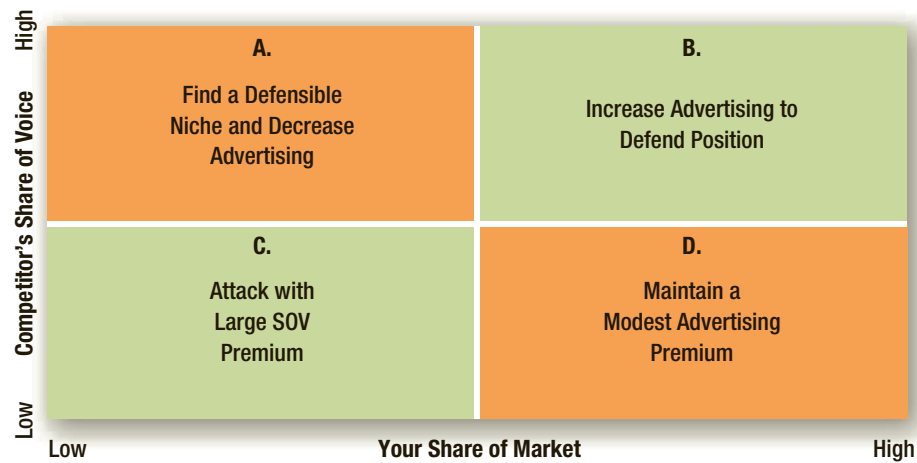 High
Competitor's Share of Voice
Low
A.
Find a Defensible
Niche and Decrease
Advertising
B.
Increase Advertising to
Defend Position
C.
Attack with
Large SOV
Premium
D.
Maintain a
Modest Advertising
Premium
Low
Your Share of Market
High